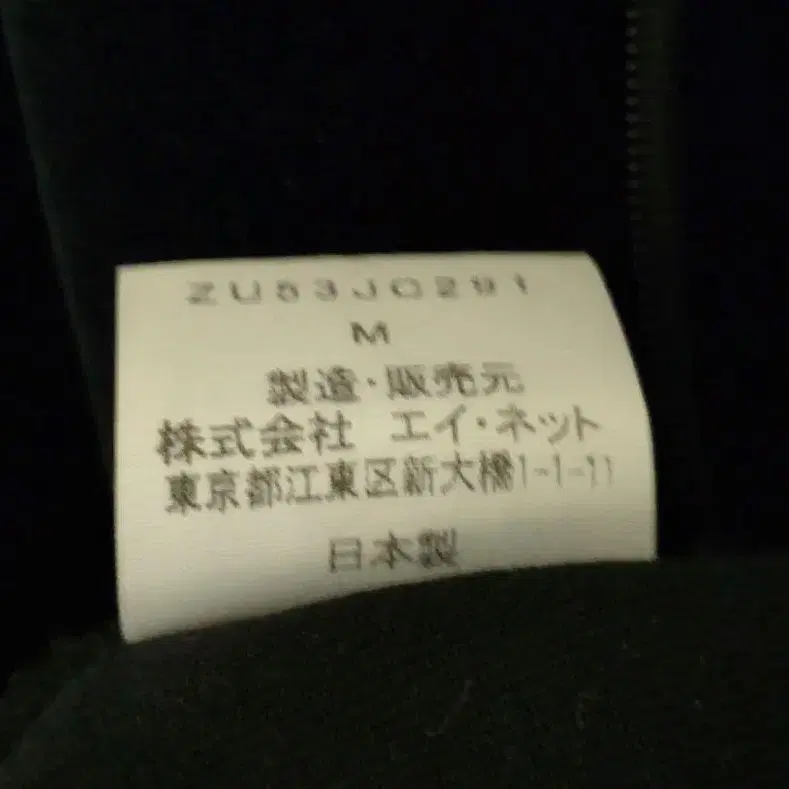 ZU53JC291
M
製造・販売元
株式会社 エイ・ネット
東京都江東区新大橋1-1-11
日本製